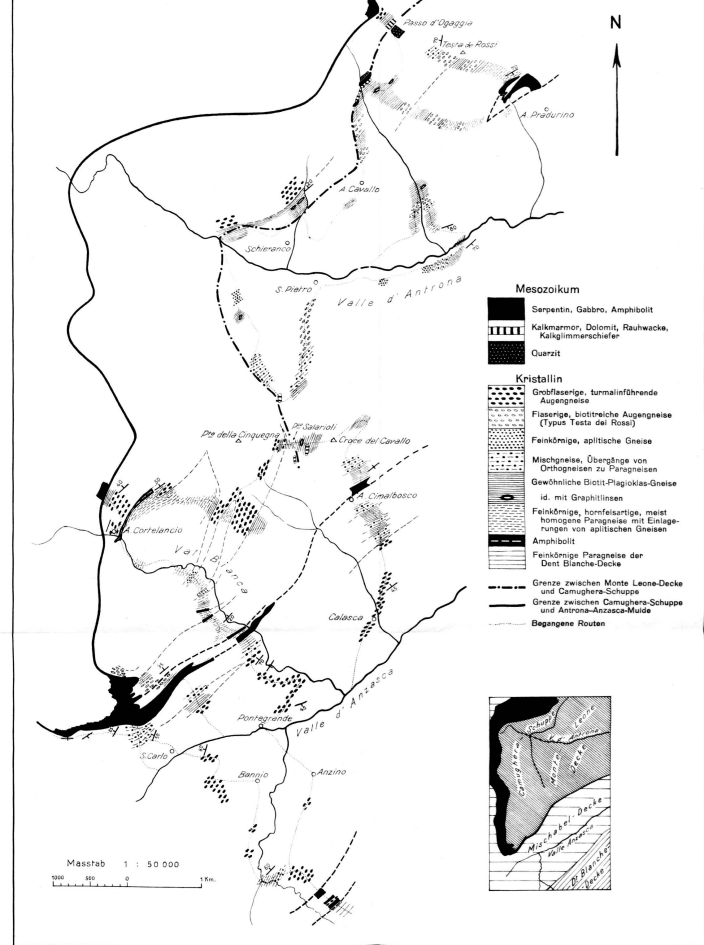 N
Passo d'Ogaggia
Testa de Rossi
A. Pradurino
A. Cavallo
Schieranco
S. Pietro
Valle d'Antrona
Pte della Cinquegna
Pzo Salarioli
Croce del Cavallo
A. Cimalbosco
A. Cortelancio
Val Bianca
Calasca
Valle d'Anzasca
Pontegrande
S. Carlo
Bannio
Anzino
Masstab 1 : 50 000
1000 500 0 1 Km.
Mesozoikum
Serpentin, Gabbro, Amphibolit
Kalkmarmor, Dolomit, Rauhwacke,
Kalkglimmerschiefer
Quarzit
Kristallin
Grobflaserige, turmalinführende
Augengneise
Flaserige, biotitreiche Augengneise
(Typus Testa dei Rossi)
Feinkörnige, aplitische Gneise
Mischgneise, Übergänge von
Orthogneisen zu Paragneisen
Gewöhnliche Biotit-Plagioklas-Gneise
id. mit Graphitlinsen
Feinkörnige, hornfelsartige, meist
homogene Paragneise mit Einlage-
rungen von aplitischen Gneisen
Amphibolit
Feinkörnige Paragneise der
Dent Blanche-Decke
Grenze zwischen Monte Leone-Decke
und Camughera-Schuppe
Grenze zwischen Camughera-Schuppe
und Antrona-Anzasca-Mulde
Begangene Routen
Camughera
Schuppe
Monte Leone
Decke
V. d'Antrona
Mischabel-Decke
Valle Anzasca
Dt. Blanche
Decke